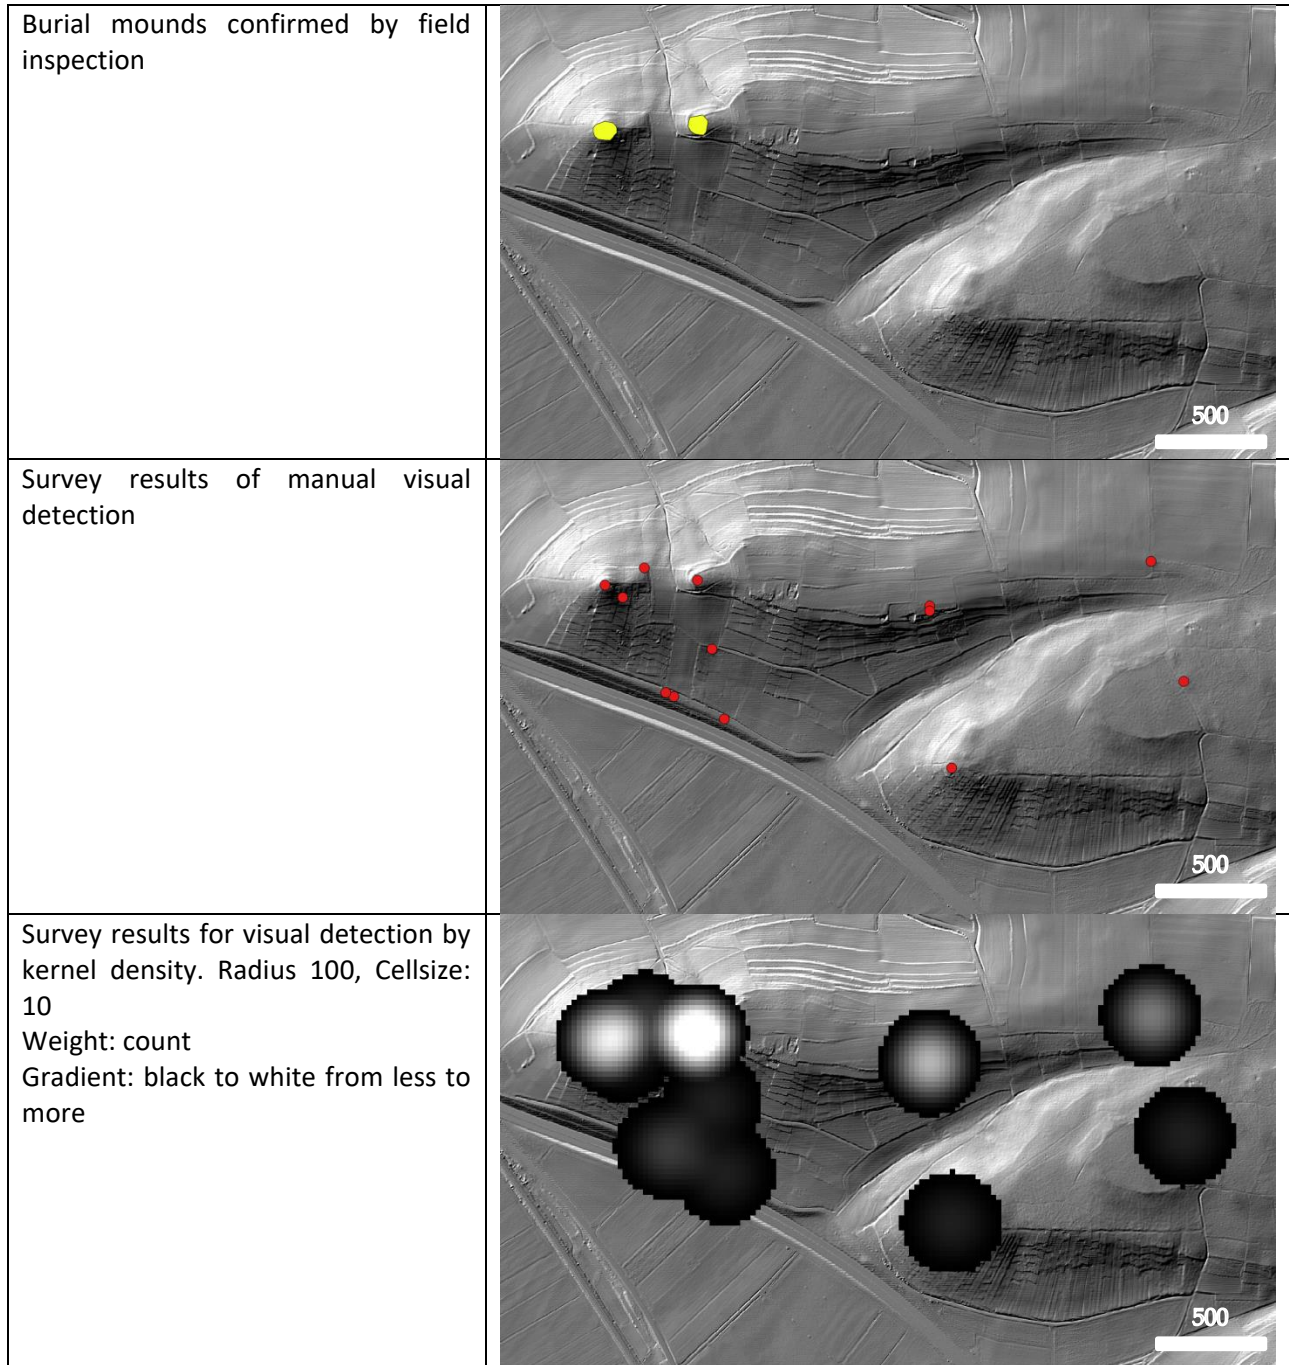 Burial mounds confirmed by field
inspection
500
Survey results of manual visual
detection
500
Survey results for visual detection by
kernel density. Radius 100, Cellsize:
10
Weight: count
Gradient: black to white from less to
more
500